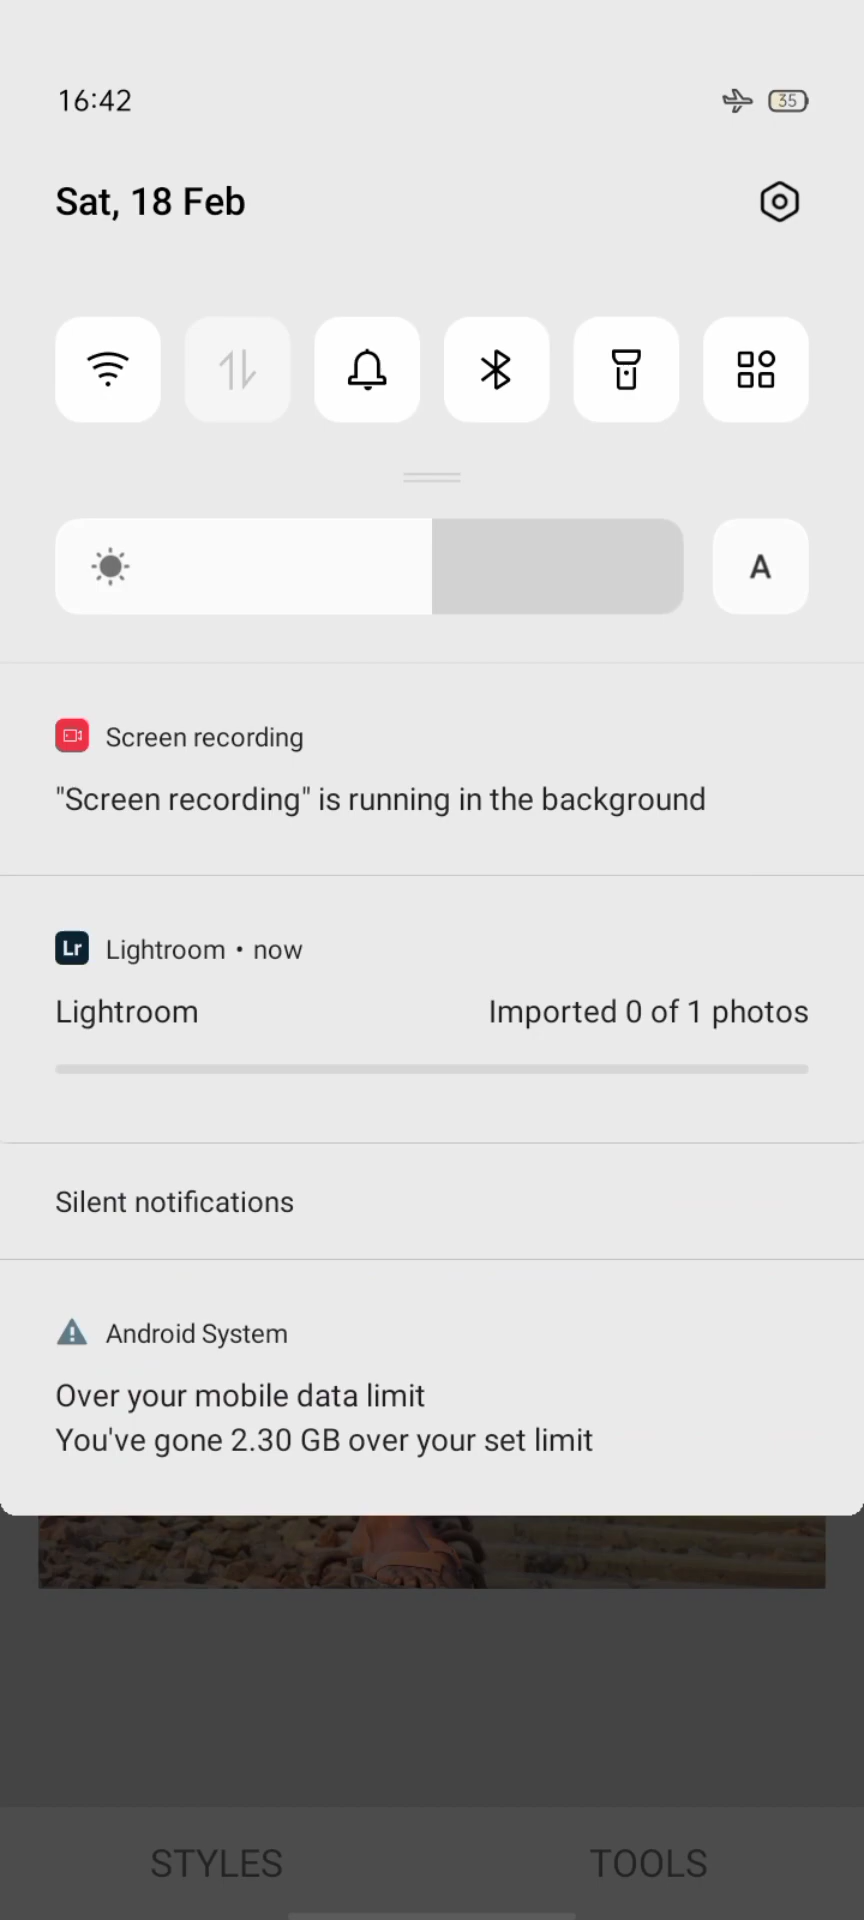 16:42
35
Sat, 18 Feb
A
Screen recording
"Screen recording" is running in the background
Lr Lightroom • now
Lightroom Imported 0 of 1 photos
Silent notifications
Android System
Over your mobile data limit
You've gone 2.30 GB over your set limit
STYLES TOOLS